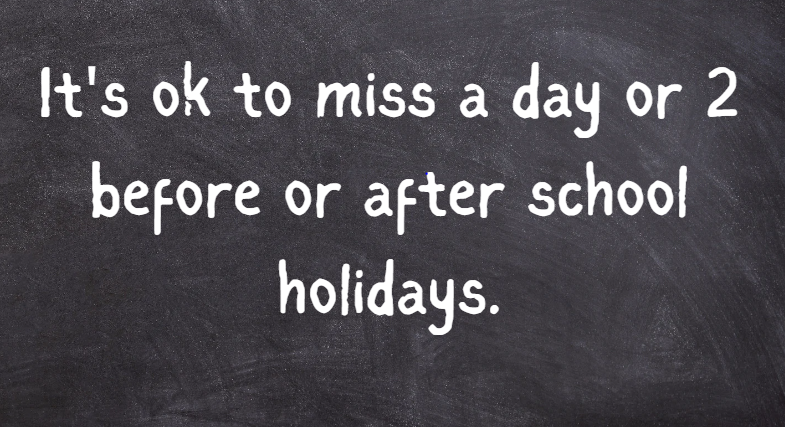 It's ok to miss a day or 2
before or after school
holidays.